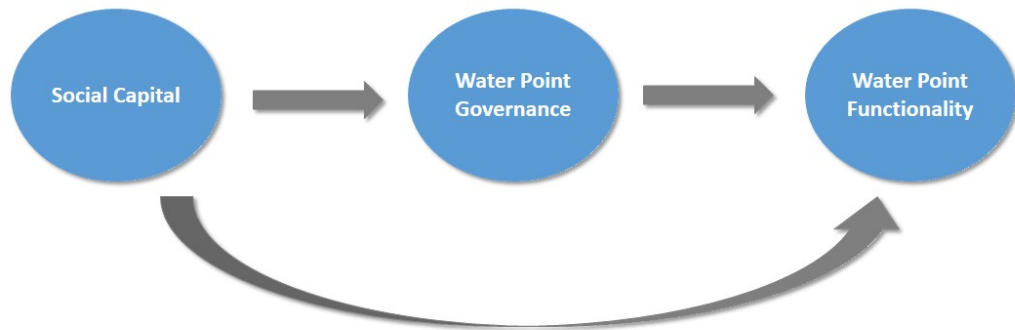 Social Capital
Water Point
Governance
Water Point
Functionality